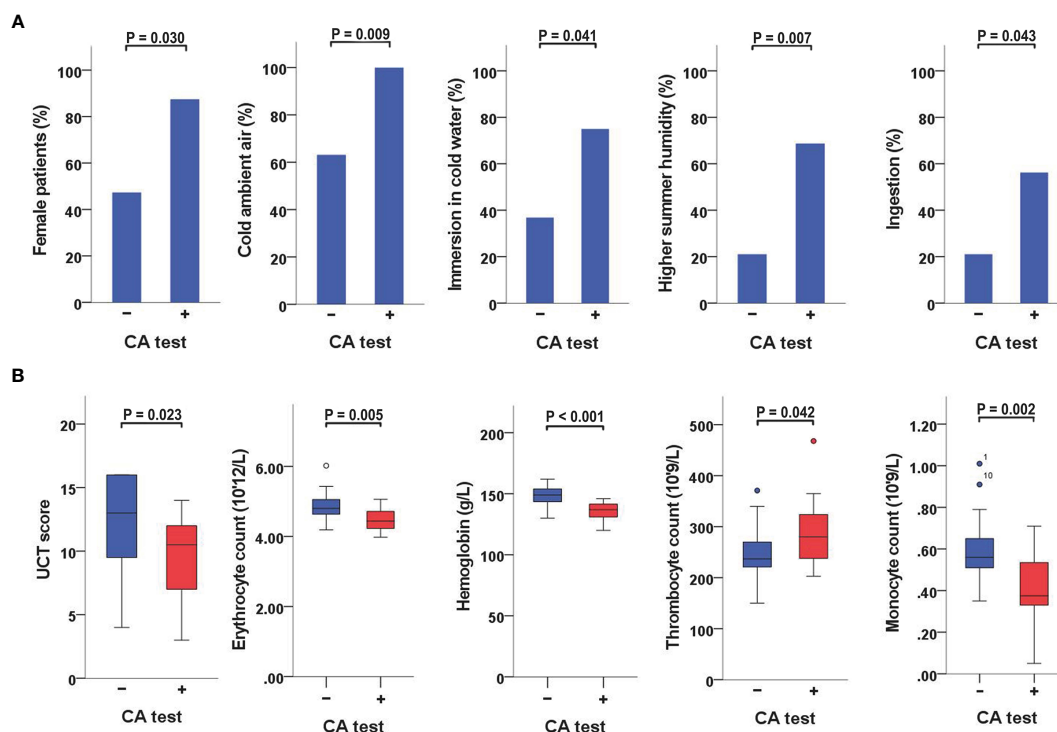 A
P = 0.030
100
80
60
40
20
0
Female patients (%)
− +
CA test
P = 0.009
100
80
60
40
20
0
Cold ambient air (%)
− +
CA test
P = 0.041
100
80
60
40
20
0
Immersion in cold water (%)
− +
CA test
P = 0.007
100
80
60
40
20
0
Higher summer humidity (%)
− +
CA test
P = 0.043
100
80
60
40
20
0
Ingestion (%)
− +
CA test
B
P = 0.023
20
15
10
5
0
UCT score
− +
CA test
P = 0.005
6.00
4.00
2.00
.00
Erythrocyte count (10'12/L)
− +
CA test
P < 0.001
200
150
100
50
0
Hemoglobin (g/L)
− +
CA test
P = 0.042
500
400
300
200
100
0
Thrombocyte count (10'9/L)
− +
CA test
P = 0.002
1.20
1.00
.80
.60
.40
.20
.00
Monocyte count (10'9/L)
1
10
− +
CA test